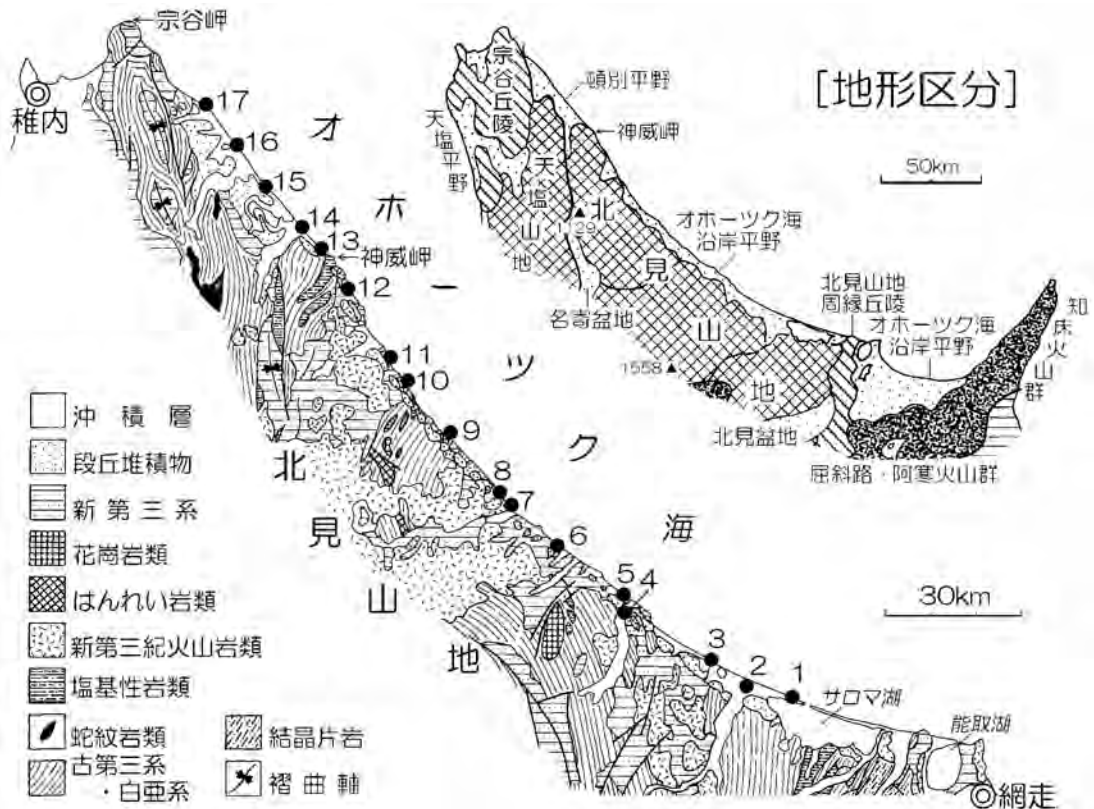 宗谷岬
稚内
17
16
15
14
13
神威岬
12
11
10
9
8
7
6
5
4
3
2
1
オホーツク海
サロマ湖
能取湖
網走
北見山地
30km
[地形区分]
50km
宗谷丘陵
頓別平野
神威岬
天塩平野
天塩山地
北見山地
1129
オホーツク海
沿岸平野
名寄盆地
北見山地
周縁丘陵
オホーツク海
沿岸平野
知床火山群
1558
北見盆地
屈斜路・阿寒火山群
沖積層
段丘堆積物
新第三系
花崗岩類
はんれい岩類
新第三紀火山岩類
塩基性岩類
蛇紋岩類
結晶片岩
古第三系
・白亜系
褶曲軸